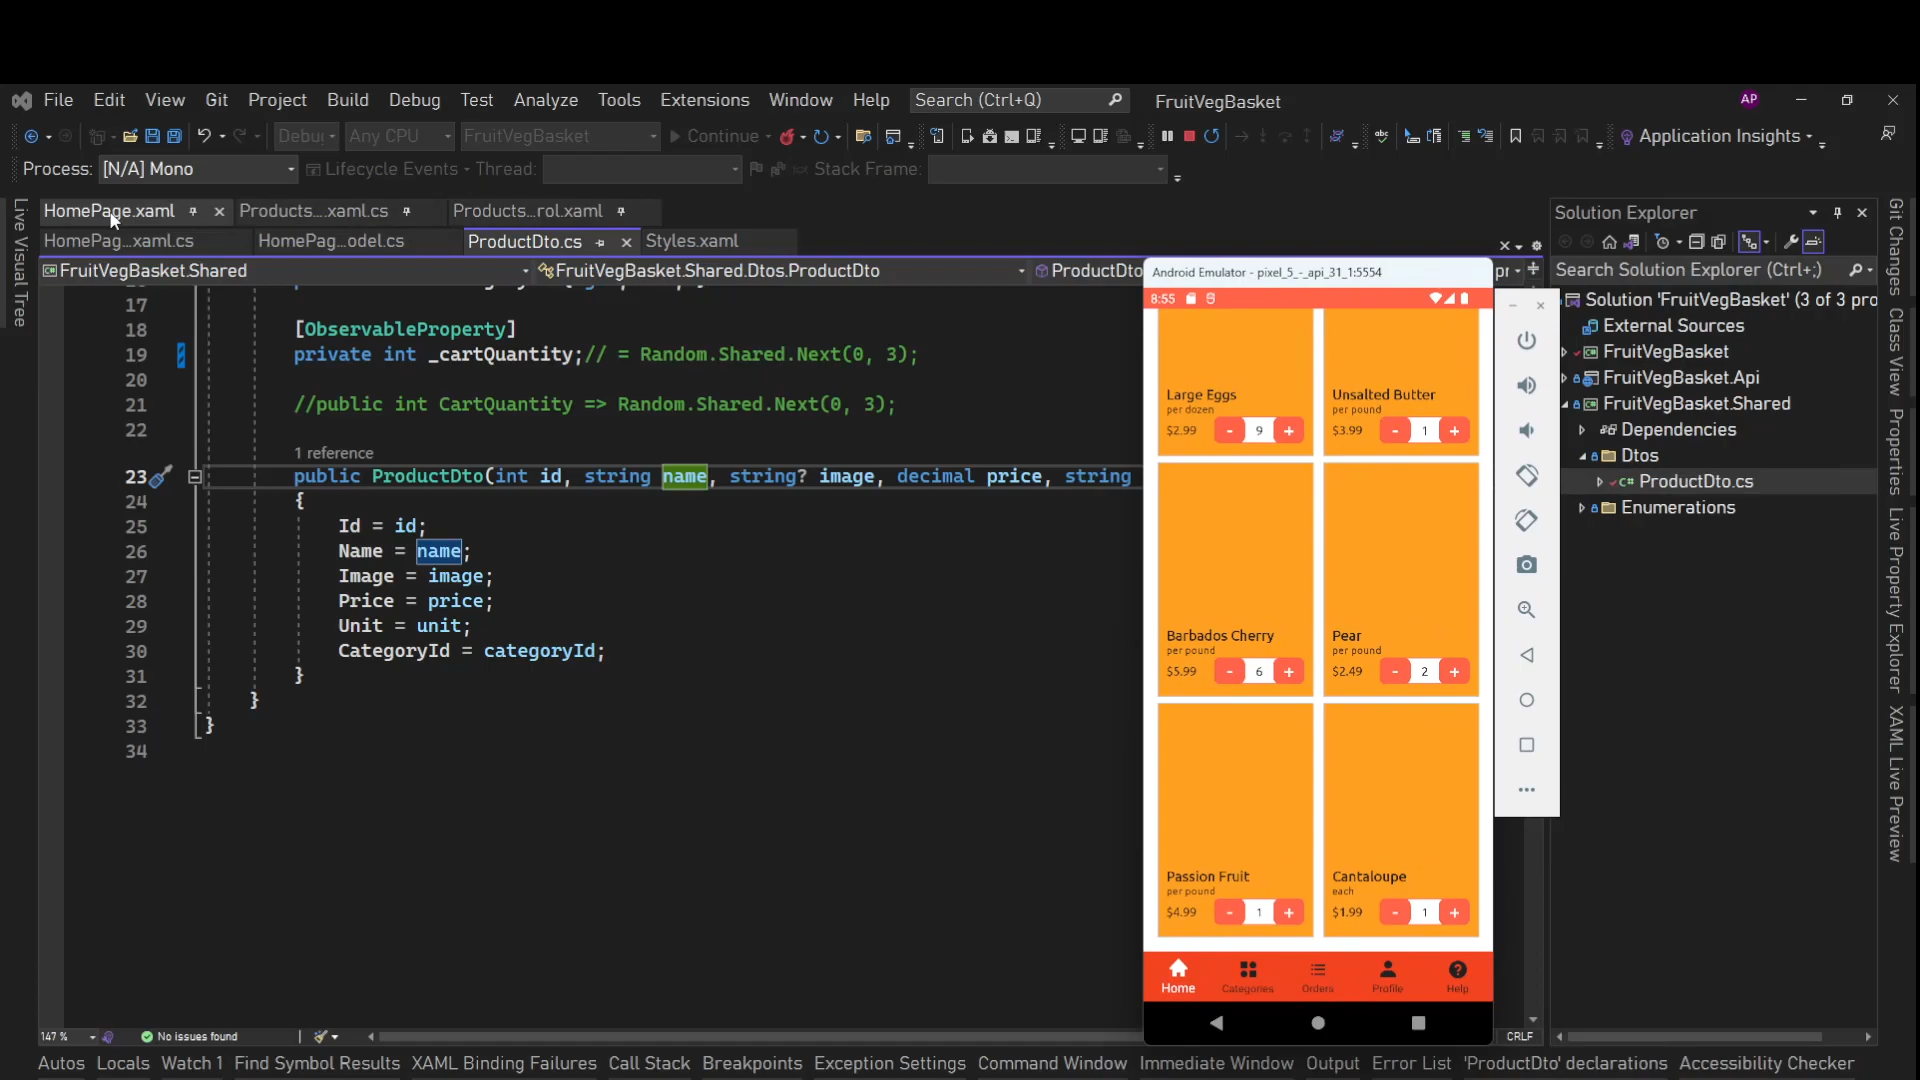 File Edit View Git Project Build Debug Test Analyze Tools Extensions Window Help Search (Ctrl+Q) FruitVegBasket AP
Debug Any CPU FruitVegBasket Continue Application Insights
Process: [N/A] Mono Lifecycle Events Thread: Stack Frame:
HomePage.xaml Products....xaml.cs Products...rol.xaml
HomePag...xaml.cs HomePag...odel.cs ProductDto.cs Styles.xaml
FruitVegBasket.Shared FruitVegBasket.Shared.Dtos.ProductDto ProductDto
17
18 [ObservableProperty]
19 private int _cartQuantity;// = Random.Shared.Next(0, 3);
20
21 //public int CartQuantity => Random.Shared.Next(0, 3);
22
1 reference
23 public ProductDto(int id, string name, string? image, decimal price, string
24 {
25 Id = id;
26 Name = name;
27 Image = image;
28 Price = price;
29 Unit = unit;
30 CategoryId = categoryId;
31 }
32 }
33 }
34
147 % No issues found CRLF
Live Visual Tree
Android Emulator - pixel_5_-_api_31_1:5554
8:55
Large Eggs
per dozen
$2.99 - 9 +
Unsalted Butter
per pound
$3.99 - 1 +
Barbados Cherry
per pound
$5.99 - 6 +
Pear
per pound
$2.49 - 2 +
Passion Fruit
per pound
$4.99 - 1 +
Cantaloupe
each
$1.99 - 1 +
Home Categories Orders Profile Help
Solution Explorer
Search Solution Explorer (Ctrl+;)
Solution 'FruitVegBasket' (3 of 3 pro
External Sources
FruitVegBasket
FruitVegBasket.Api
FruitVegBasket.Shared
Dependencies
Dtos
C# ProductDto.cs
Enumerations
Git Changes
Class View
Properties
Live Property Explorer
XAML Live Preview
Autos Locals Watch 1 Find Symbol Results XAML Binding Failures Call Stack Breakpoints Exception Settings Command Window Immediate Window Output Error List 'ProductDto' declarations Accessibility Checker